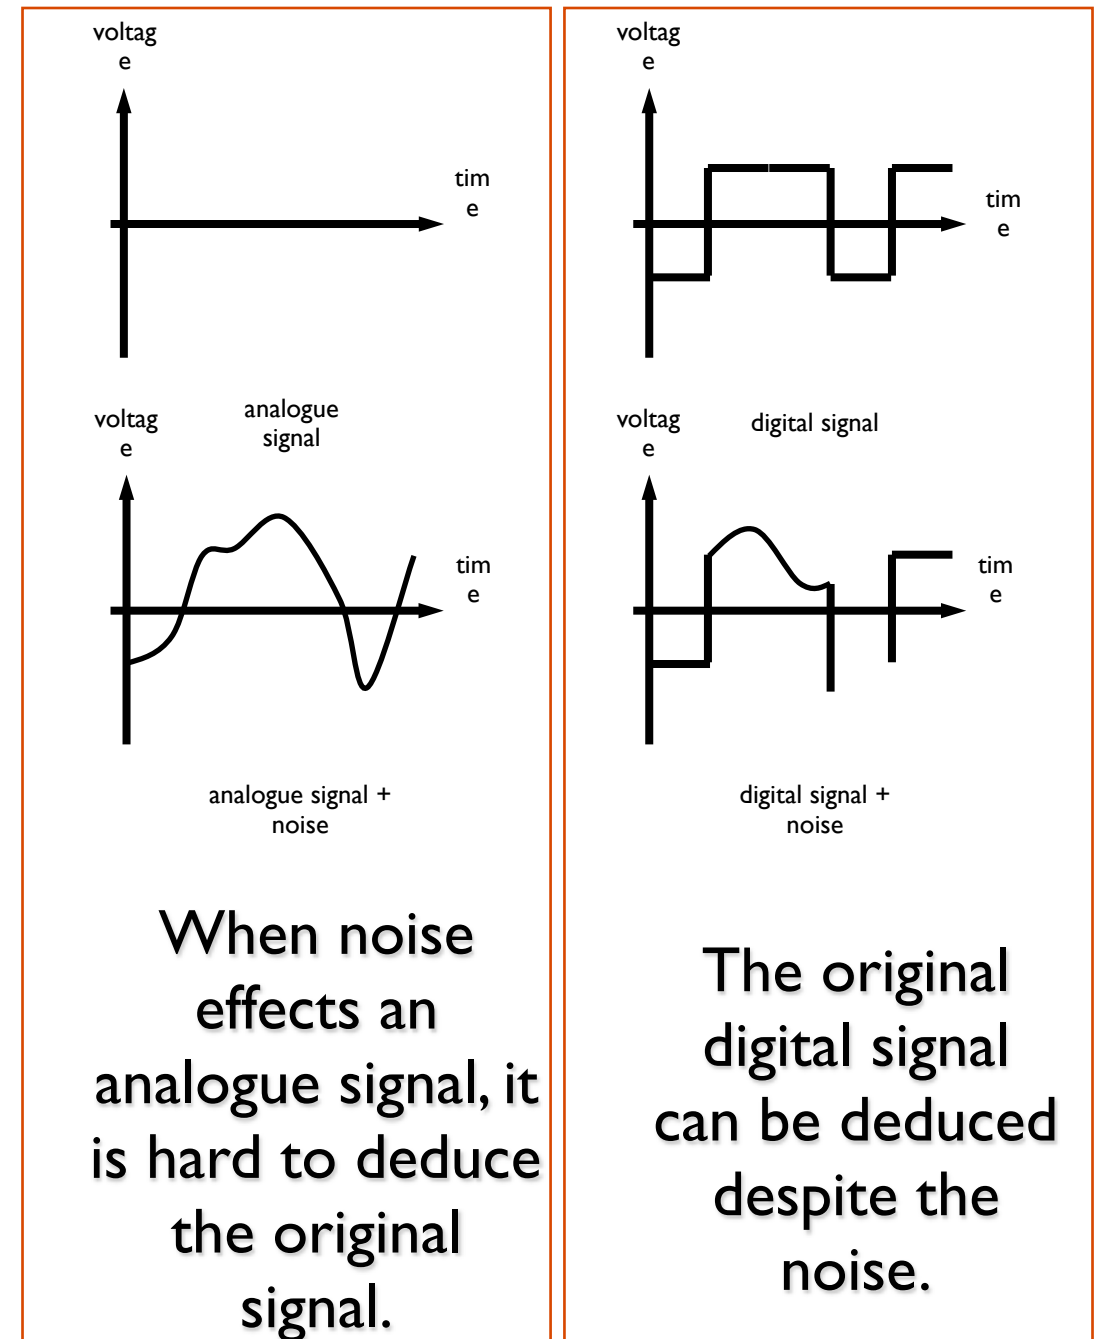 voltag
e
tim
e
analogue
signal
voltag
e
tim
e
analogue signal +
noise
When noise
effects an
analogue signal, it
is hard to deduce
the original
signal.
voltag
e
tim
e
digital signal
voltag
e
tim
e
digital signal +
noise
The original
digital signal
can be deduced
despite the
noise.